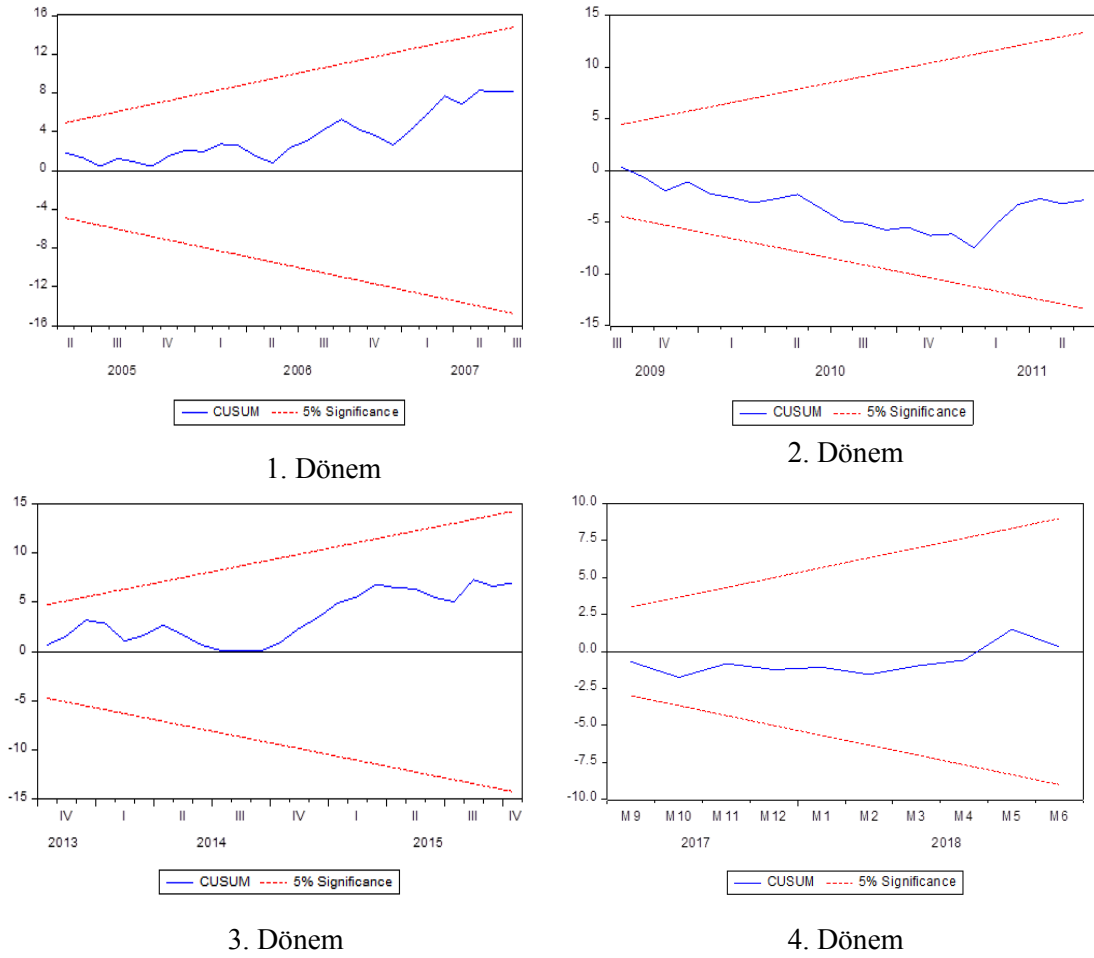 16
12
8
4
0
-4
-8
-12
-16
II III IV I II III IV I II III
2005 2006 2007
CUSUM 5% Significance
1. Dönem
15
10
5
0
-5
-10
-15
III IV I II III IV I II
2009 2010 2011
CUSUM 5% Significance
2. Dönem
15
10
5
0
-5
-10
-15
IV I II III IV I II III IV
2013 2014 2015
CUSUM 5% Significance
3. Dönem
10.0
7.5
5.0
2.5
0.0
-2.5
-5.0
-7.5
-10.0
M9 M10 M11 M12 M1 M2 M3 M4 M5 M6
2017 2018
CUSUM 5% Significance
4. Dönem